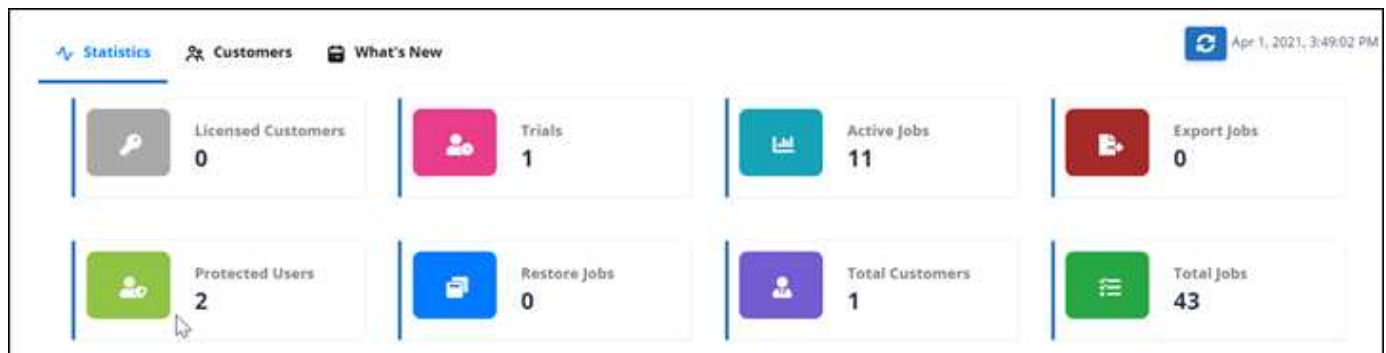 Statistics Customers What's New Apr 1, 2021, 3:49:02 PM
Licensed Customers Trials Active Jobs Export Jobs
0 1 11 0
Protected Users Restore Jobs Total Customers Total Jobs
2 0 1 43